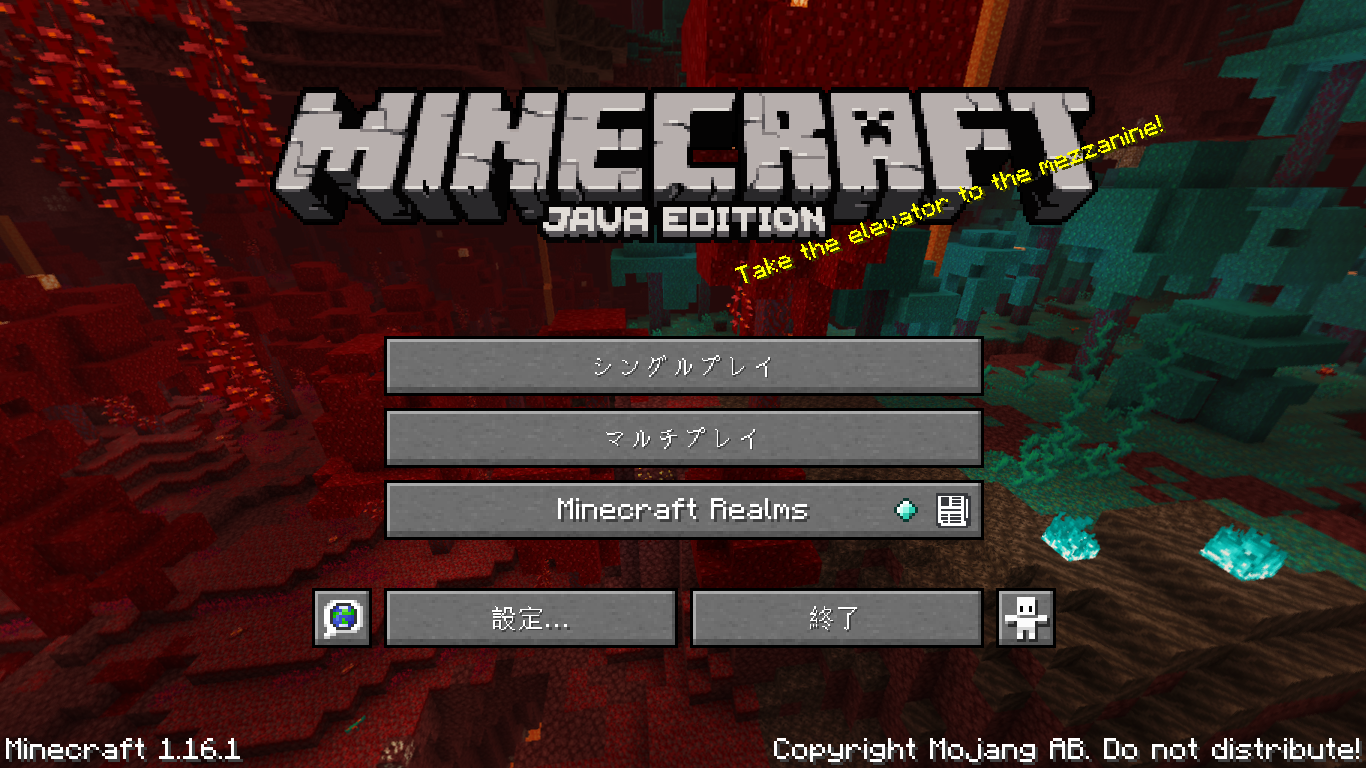 MINECRAFT
JAVA EDITION
Take the elevator to the mezzanine!
シングルプレイ
マルチプレイ
Minecraft Realms
設定...
終了
Minecraft 1.16.1
Copyright Mojang AB. Do not distribute!